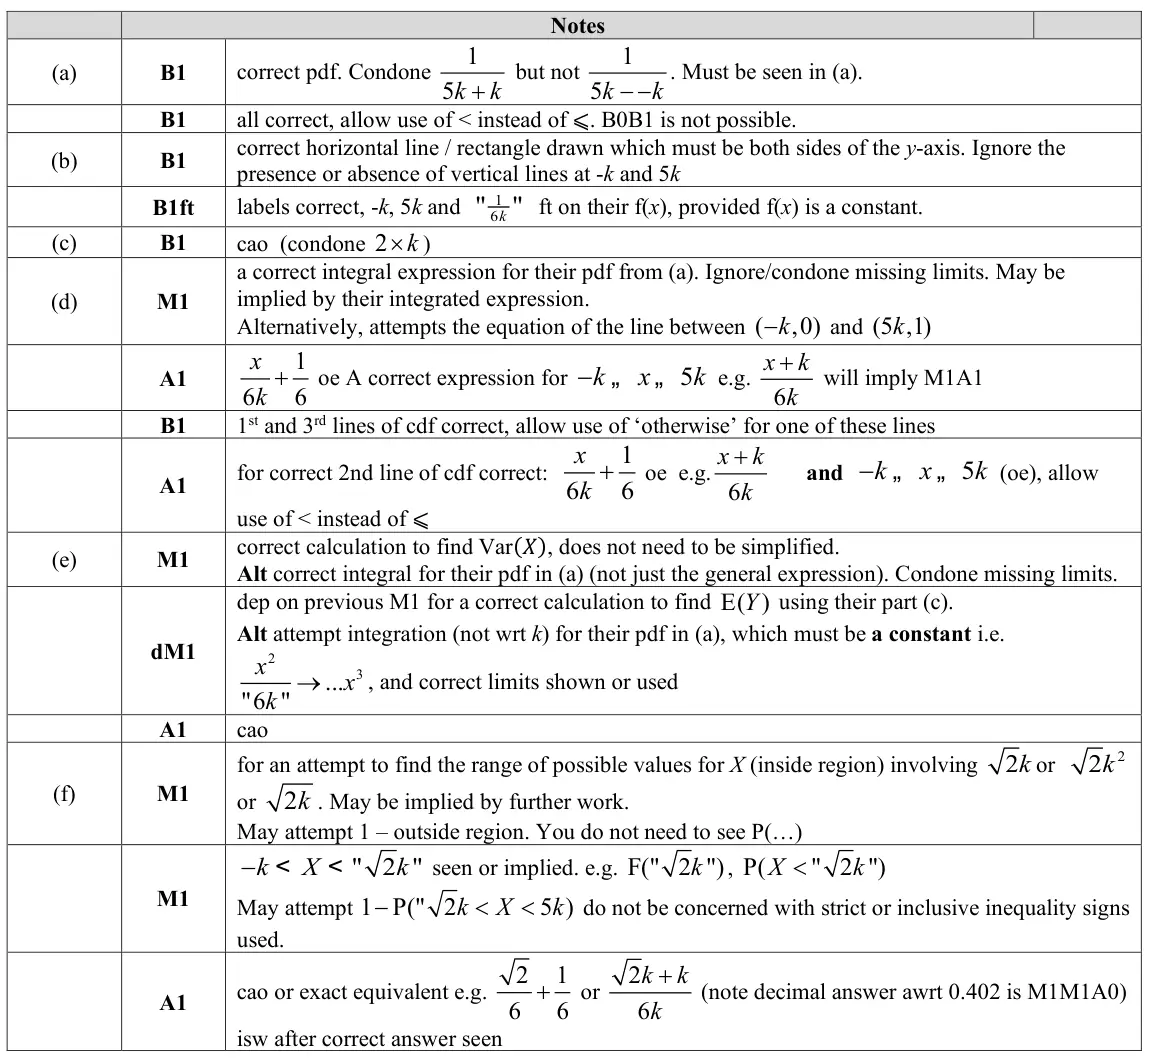 Notes
(a) B1 correct pdf. Condone 1/(5k + k) but not 1/(5k − −k). Must be seen in (a).
B1 all correct, allow use of < instead of ⩽. B0B1 is not possible.
(b) B1 correct horizontal line / rectangle drawn which must be both sides of the y-axis. Ignore the
presence or absence of vertical lines at -k and 5k
B1ft labels correct, -k, 5k and "1/6k" ft on their f(x), provided f(x) is a constant.
(c) B1 cao (condone 2 × k)
(d) M1 a correct integral expression for their pdf from (a). Ignore/condone missing limits. May be
implied by their integrated expression.
Alternatively, attempts the equation of the line between (−k,0) and (5k,1)
A1 x/6k + 1/6 oe A correct expression for −k „ x „ 5k e.g. (x + k)/6k will imply M1A1
B1 1st and 3rd lines of cdf correct, allow use of ‘otherwise’ for one of these lines
A1 for correct 2nd line of cdf correct: x/6k + 1/6 oe e.g. (x + k)/6k and −k „ x „ 5k (oe), allow
use of < instead of ⩽
(e) M1 correct calculation to find Var(X), does not need to be simplified.
Alt correct integral for their pdf in (a) (not just the general expression). Condone missing limits.
dM1 dep on previous M1 for a correct calculation to find E(Y) using their part (c).
Alt attempt integration (not wrt k) for their pdf in (a), which must be a constant i.e.
x²/"6k" → ...x³, and correct limits shown or used
A1 cao
(f) M1 for an attempt to find the range of possible values for X (inside region) involving √2k or √2k²
or √(2k). May be implied by further work.
May attempt 1 – outside region. You do not need to see P(…)
M1 −k < X < "√2k" seen or implied. e.g. F("√2k"), P(X < "√2k")
May attempt 1 − P("√2k < X < 5k) do not be concerned with strict or inclusive inequality signs
used.
A1 cao or exact equivalent e.g. √2/6 + 1/6 or (√2k + k)/6k (note decimal answer awrt 0.402 is M1M1A0)
isw after correct answer seen